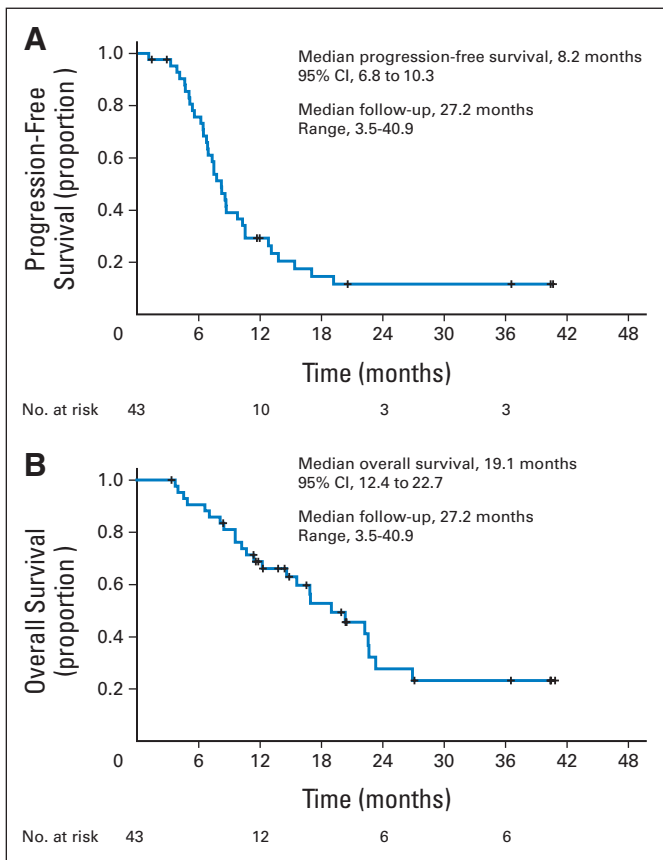 A
Median progression-free survival, 8.2 months
95% CI, 6.8 to 10.3
Median follow-up, 27.2 months
Range, 3.5-40.9
Progression-Free
Survival (proportion )
1.0
0.8
0.6
0.4
0.2
0 6 12 18 24 30 36 42 48
Time (months)
No. at risk 43 10 3 3
B
Median overall survival, 19.1 months
95% CI, 12.4 to 22.7
Median follow-up, 27.2 months
Range, 3.5-40.9
Overall Survival
(proportion )
1.0
0.8
0.6
0.4
0.2
0 6 12 18 24 30 36 42 48
Time (months)
No. at risk 43 12 6 6